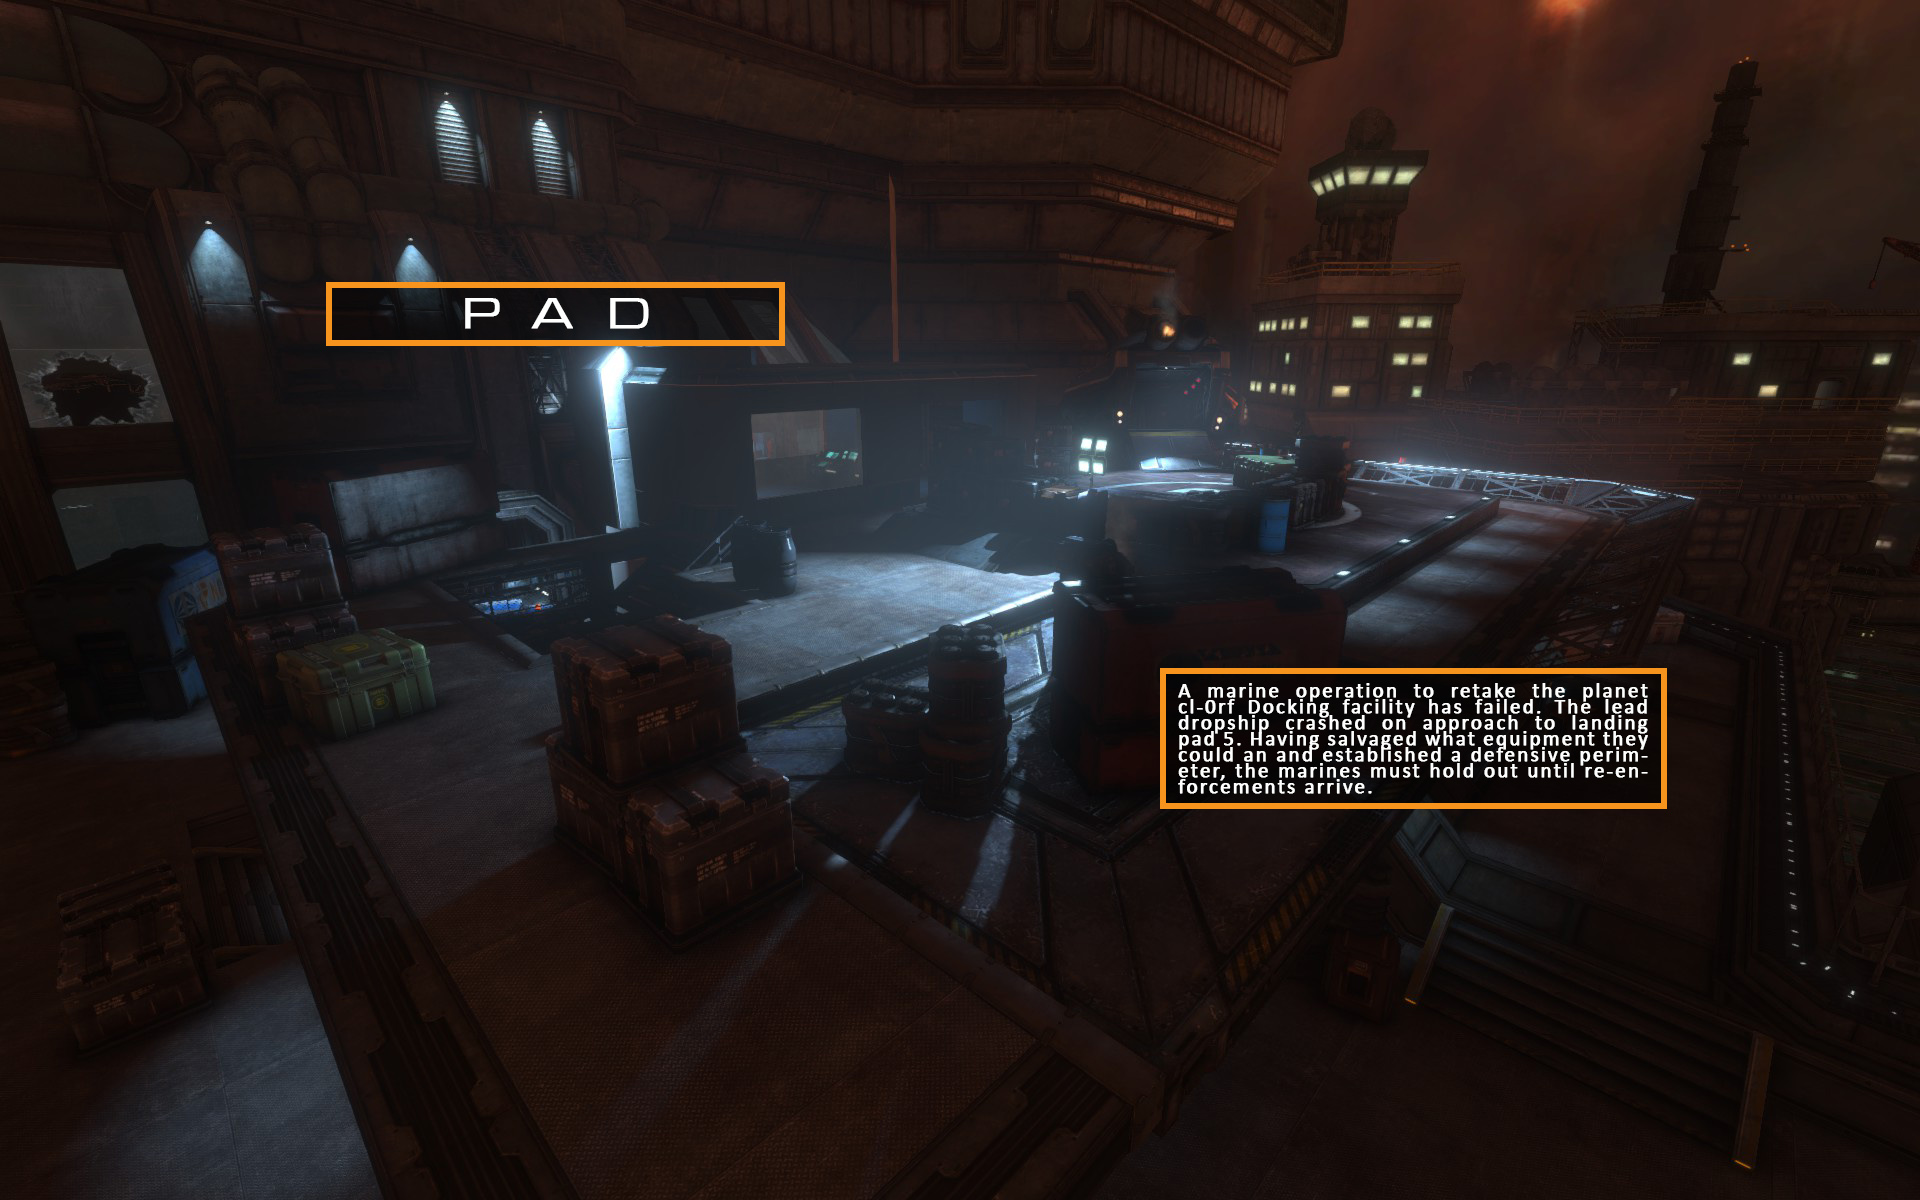 PAD
A marine operation to retake the planet
cl-0rf Docking facility has failed. The lead
dropship crashed on approach to landing
pad 5. Having salvaged what equipment they
could an and established a defensive perim-
eter, the marines must hold out until re-en-
forcements arrive.